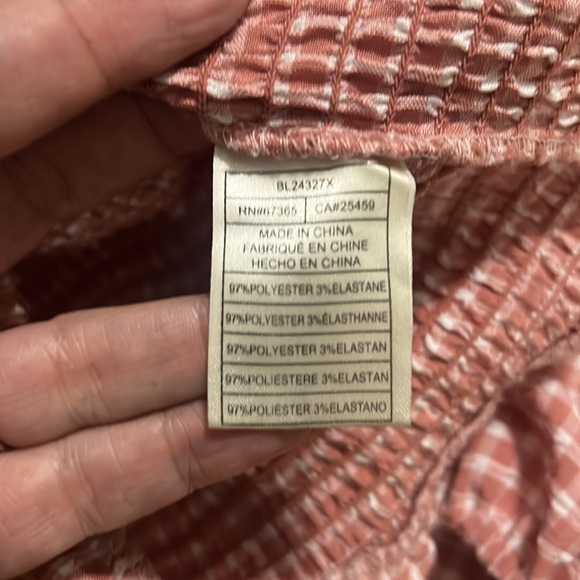 BL24327X
RN#67365 CA#25459
MADE IN CHINA
FABRIQUÉ EN CHINE
HECHO EN CHINA
97%POLYESTER 3%ELASTANE
97%POLYESTER 3%ÉLASTHANNE
97%POLYESTER 3%ELASTAN
97%POLIESTERE 3%ELASTAN
97%POLIÉSTER 3%ELASTANO